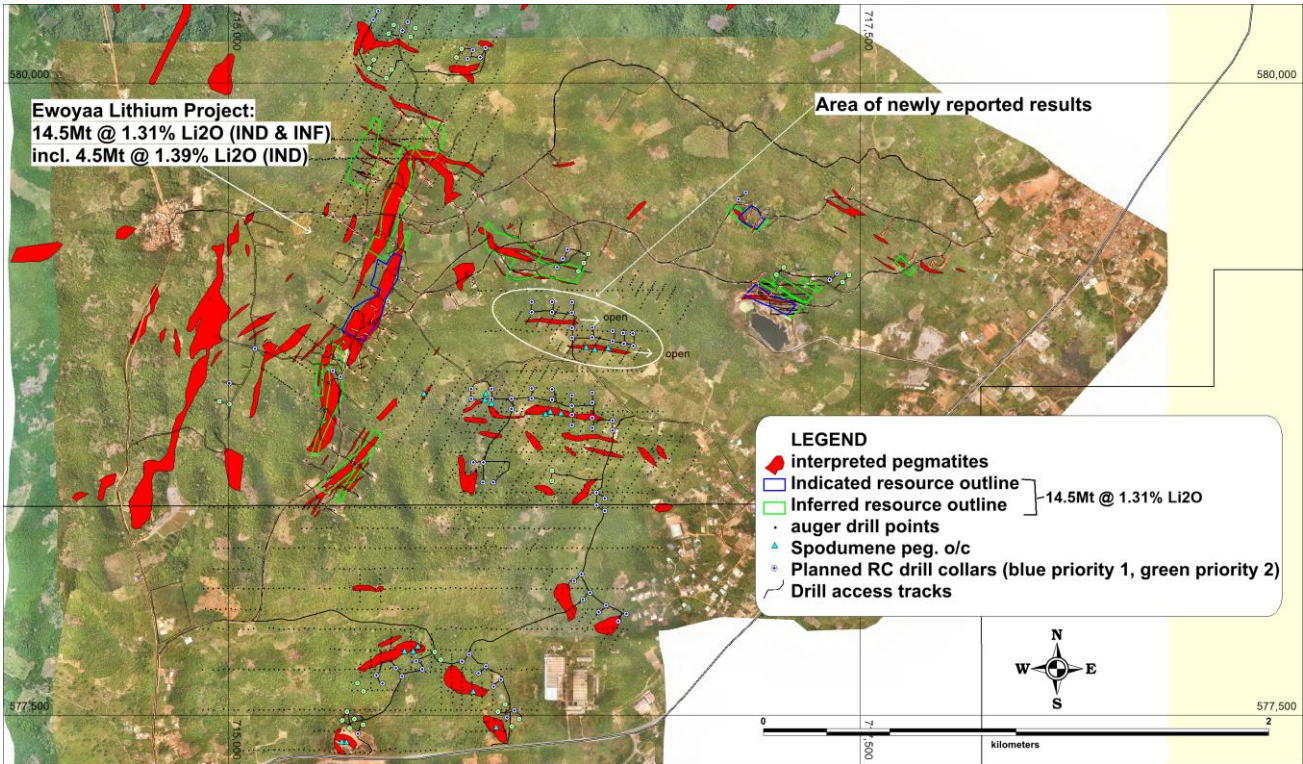 715,000
717,500
580,000
580,000
Ewoyaa Lithium Project:
14.5Mt @ 1.31% Li2O (IND & INF)
incl. 4.5Mt @ 1.39% Li2O (IND)
Area of newly reported results
open
open
LEGEND
interpreted pegmatites
Indicated resource outline
Inferred resource outline
14.5Mt @ 1.31% Li2O
auger drill points
Spodumene peg. o/c
Planned RC drill collars (blue priority 1, green priority 2)
Drill access tracks
N
W
E
S
577,500
577,500
715,000
717,500
0
2
kilometers